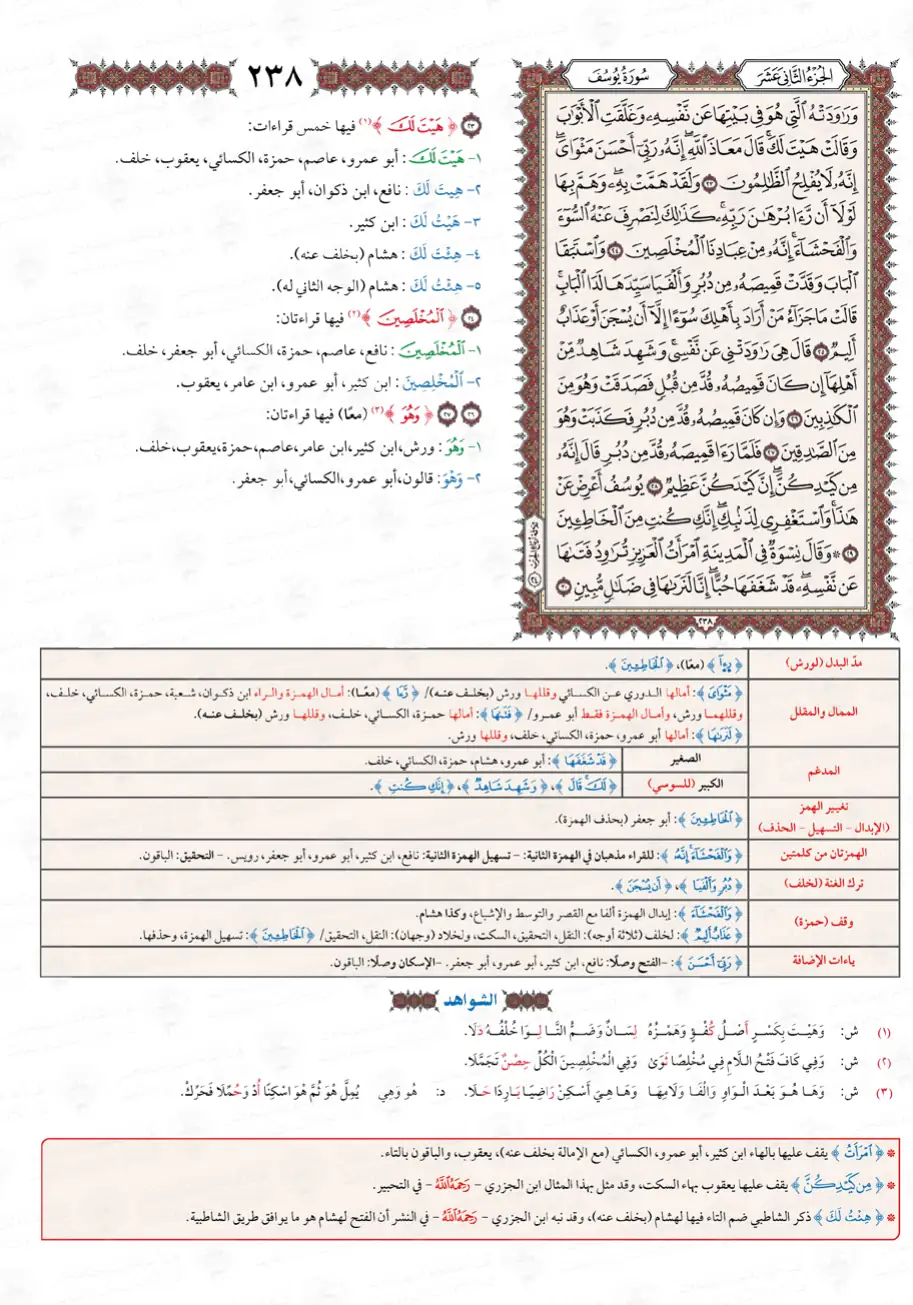 الجزء الثاني عشر
سورة يوسف
وَرَٰوَدَتۡهُ ٱلَّتِي هُوَ فِي بَيۡتِهَا عَن نَّفۡسِهِۦ وَغَلَّقَتِ ٱلۡأَبۡوَٰبَ
وَقَالَتۡ هَيۡتَ لَكَۚ قَالَ مَعَاذَ ٱللَّهِۖ إِنَّهُۥ رَبِّيٓ أَحۡسَنَ مَثۡوَايَۖ
إِنَّهُۥ لَا يُفۡلِحُ ٱلظَّٰلِمُونَ ٢٣ وَلَقَدۡ هَمَّتۡ بِهِۦۖ وَهَمَّ بِهَا
لَوۡلَآ أَن رَّءَا بُرۡهَٰنَ رَبِّهِۦۚ كَذَٰلِكَ لِنَصۡرِفَ عَنۡهُ ٱلسُّوٓءَ
وَٱلۡفَحۡشَآءَۚ إِنَّهُۥ مِنۡ عِبَادِنَا ٱلۡمُخۡلَصِينَ ٢٤ وَٱسۡتَبَقَا
ٱلۡبَابَ وَقَدَّتۡ قَمِيصَهُۥ مِن دُبُرٖ وَأَلۡفَيَا سَيِّدَهَا لَدَا ٱلۡبَابِۚ
قَالَتۡ مَا جَزَآءُ مَنۡ أَرَادَ بِأَهۡلِكَ سُوٓءًا إِلَّآ أَن يُسۡجَنَ أَوۡ عَذَابٌ
أَلِيمٞ ٢٥ قَالَ هِيَ رَٰوَدَتۡنِي عَن نَّفۡسِيۚ وَشَهِدَ شَاهِدٞ مِّنۡ
أَهۡلِهَآ إِن كَانَ قَمِيصُهُۥ قُدَّ مِن قُبُلٖ فَصَدَقَتۡ وَهُوَ مِنَ
ٱلۡكَٰذِبِينَ ٢٦ وَإِن كَانَ قَمِيصُهُۥ قُدَّ مِن دُبُرٖ فَكَذَبَتۡ وَهُوَ
مِنَ ٱلصَّٰدِقِينَ ٢٧ فَلَمَّا رَءَا قَمِيصَهُۥ قُدَّ مِن دُبُرٖ قَالَ إِنَّهُۥ
مِن كَيۡدِكُنَّۖ إِنَّ كَيۡدَكُنَّ عَظِيمٞ ٢٨ يُوسُفُ أَعۡرِضۡ عَنۡ
هَٰذَاۚ وَٱسۡتَغۡفِرِي لِذَنۢبِكِۖ إِنَّكِ كُنتِ مِنَ ٱلۡخَاطِـِٔينَ
٢٩ ۞ وَقَالَ نِسۡوَةٞ فِي ٱلۡمَدِينَةِ ٱمۡرَأَتُ ٱلۡعَزِيزِ تُرَٰوِدُ فَتَىٰهَا
عَن نَّفۡسِهِۦۖ قَدۡ شَغَفَهَا حُبًّاۖ إِنَّا لَنَرَىٰهَا فِي ضَلَٰلٖ مُّبِينٖ ٣٠
٢٣٨
٢٣٨
٢٣ ﴿ هَيْتَ لَكَ ﴾ (١) فيها خمس قراءات:
١- هَيْتَ لَكَ : أبو عمرو، عاصم، حمزة، الكسائي، يعقوب، خلف.
٢- هِيتَ لَكَ : نافع، ابن ذكوان، أبو جعفر.
٣- هَيْتُ لَكَ : ابن كثير.
٤- هِئْتَ لَكَ : هشام (بخلف عنه).
٥- هِئْتُ لَكَ : هشام (الوجه الثاني له).
٢٤ ﴿ الْمُخْلَصِينَ ﴾ (٢) فيها قراءتان:
١- الْمُخْلَصِينَ : نافع، عاصم، حمزة، الكسائي، أبو جعفر، خلف.
٢- الْمُخْلِصِينَ : ابن كثير، أبو عمرو، ابن عامر، يعقوب.
٢٦ ٢٧ ﴿ وَهُوَ ﴾ (٣) (معًا) فيها قراءتان:
١- وَهُوَ : ورش،ابن كثير،ابن عامر،عاصم،حمزة،يعقوب،خلف.
٢- وَهْوَ: قالون،أبو عمرو،الكسائي،أبو جعفر.
مدّ البدل (لورش)
﴿ رءآ ﴾ (معًا)، ﴿ الْخَاطِئِينَ ﴾.
الممال والمقلل
﴿ مَثْوَايَ ﴾: أمالها الدوري عن الكسائي وقللها ورش (بخلف عنه)/ ﴿ رَءَا ﴾ (معًا): أمال الهمزة والراء ابن ذكوان، شعبة، حمزة، الكسائي، خلف،
وقللهما ورش، وأمال الهمزة فقط أبو عمرو/ ﴿ فَتَىٰهَا ﴾: أمالها حمزة، الكسائي، خلف، وقللها ورش (بخلف عنه).
﴿ لَنَرَىٰهَا ﴾: أمالها أبو عمرو، حمزة، الكسائي، خلف، وقللها ورش.
المدغم
الصغير
﴿ قَدْ شَغَفَهَا ﴾: أبو عمرو، هشام، حمزة، الكسائي، خلف.
الكبير (للسوسي)
﴿ لَكَ قَالَ ﴾، ﴿ وَشَهِدَ شَاهِدٌ ﴾، ﴿ إِنَّكِ كُنتِ ﴾.
تغيير الهمز
(الإبدال – التسهيل – الحذف)
﴿ الْخَاطِئِينَ ﴾: أبو جعفر (بحذف الهمزة).
الهمزتان من كلمتين
﴿ وَالْفَحْشَاءَ إِنَّهُ ﴾: للقراء مذهبان في الهمزة الثانية: – تسهيل الهمزة الثانية: نافع، ابن كثير، أبو عمرو، أبو جعفر، رويس. – التحقيق: الباقون.
ترك الغنة (لخلف)
﴿ دُبُرٍ وَأَلْفَيَا ﴾، ﴿ أَن يُسْجَنَ ﴾.
وقف (حمزة)
﴿ وَالْفَحْشَاءَ ﴾: إبدال الهمزة ألفا مع القصر والتوسط والإشباع، وكذا هشام.
﴿ عَذَابٌ أَلِيمٌ ﴾: لخلف (ثلاثة أوجه): النقل، التحقيق، السكت، ولخلاد (وجهان): النقل، التحقيق/ ﴿ الْخَاطِئِينَ ﴾: تسهيل الهمزة، وحذفها.
ياءات الإضافة
﴿ رَبِّي أَحْسَنَ ﴾: –الفتح وصلًا: نافع، ابن كثير، أبو عمرو، أبو جعفر. –الإسكان وصلًا: الباقون.
الشواهد
(١) ش: وَهَيْتَ بِكَسْرٍ أَصْلُ كُفْؤٍ وَهَمْزُهُ لِسَانٌ وَضَمُّ التَّا لِوَا خُلْفُهُ دَلَا.
(٢) ش: وَفِي كَافَ فَتْحُ اللَّامِ فِي مُخْلِصًا ثَوَى وَفِي الْمُخْلِصِينَ الْكُلِّ حِصْنٌ تَجَمَّلَا.
(٣) ش: وَهَا هُوَ بَعْدَ الْوَاوِ وَالْفَا وَلَامِهَا وَهَا هِيَ أَسْكِنْ رَاضِيًا بَارِدًا حَلَا. د: هُو وَهِي يُمِلَّ هُوَ ثُمَّ هُوَ اسْكِنًا أُدْ وَحُمِّلَا فَحَرِّكْ.
* ﴿ امْرَأَتُ ﴾ يقف عليها بالهاء ابن كثير، أبو عمرو، الكسائي (مع الإمالة بخلف عنه)، يعقوب، والباقون بالتاء.
* ﴿ مِن كَيْدِكُنَّ ﴾ يقف عليها يعقوب بهاء السكت، وقد مثل بهذا المثال ابن الجزري – رَحِمَهُ اللَّهُ – في التحبير.
* ﴿ هِئْتُ لَكَ ﴾ ذكر الشاطبي ضم التاء فيها لهشام (بخلف عنه)، وقد نبه ابن الجزري – رَحِمَهُ اللَّهُ – في النشر أن الفتح لهشام هو ما يوافق طريق الشاطبية.